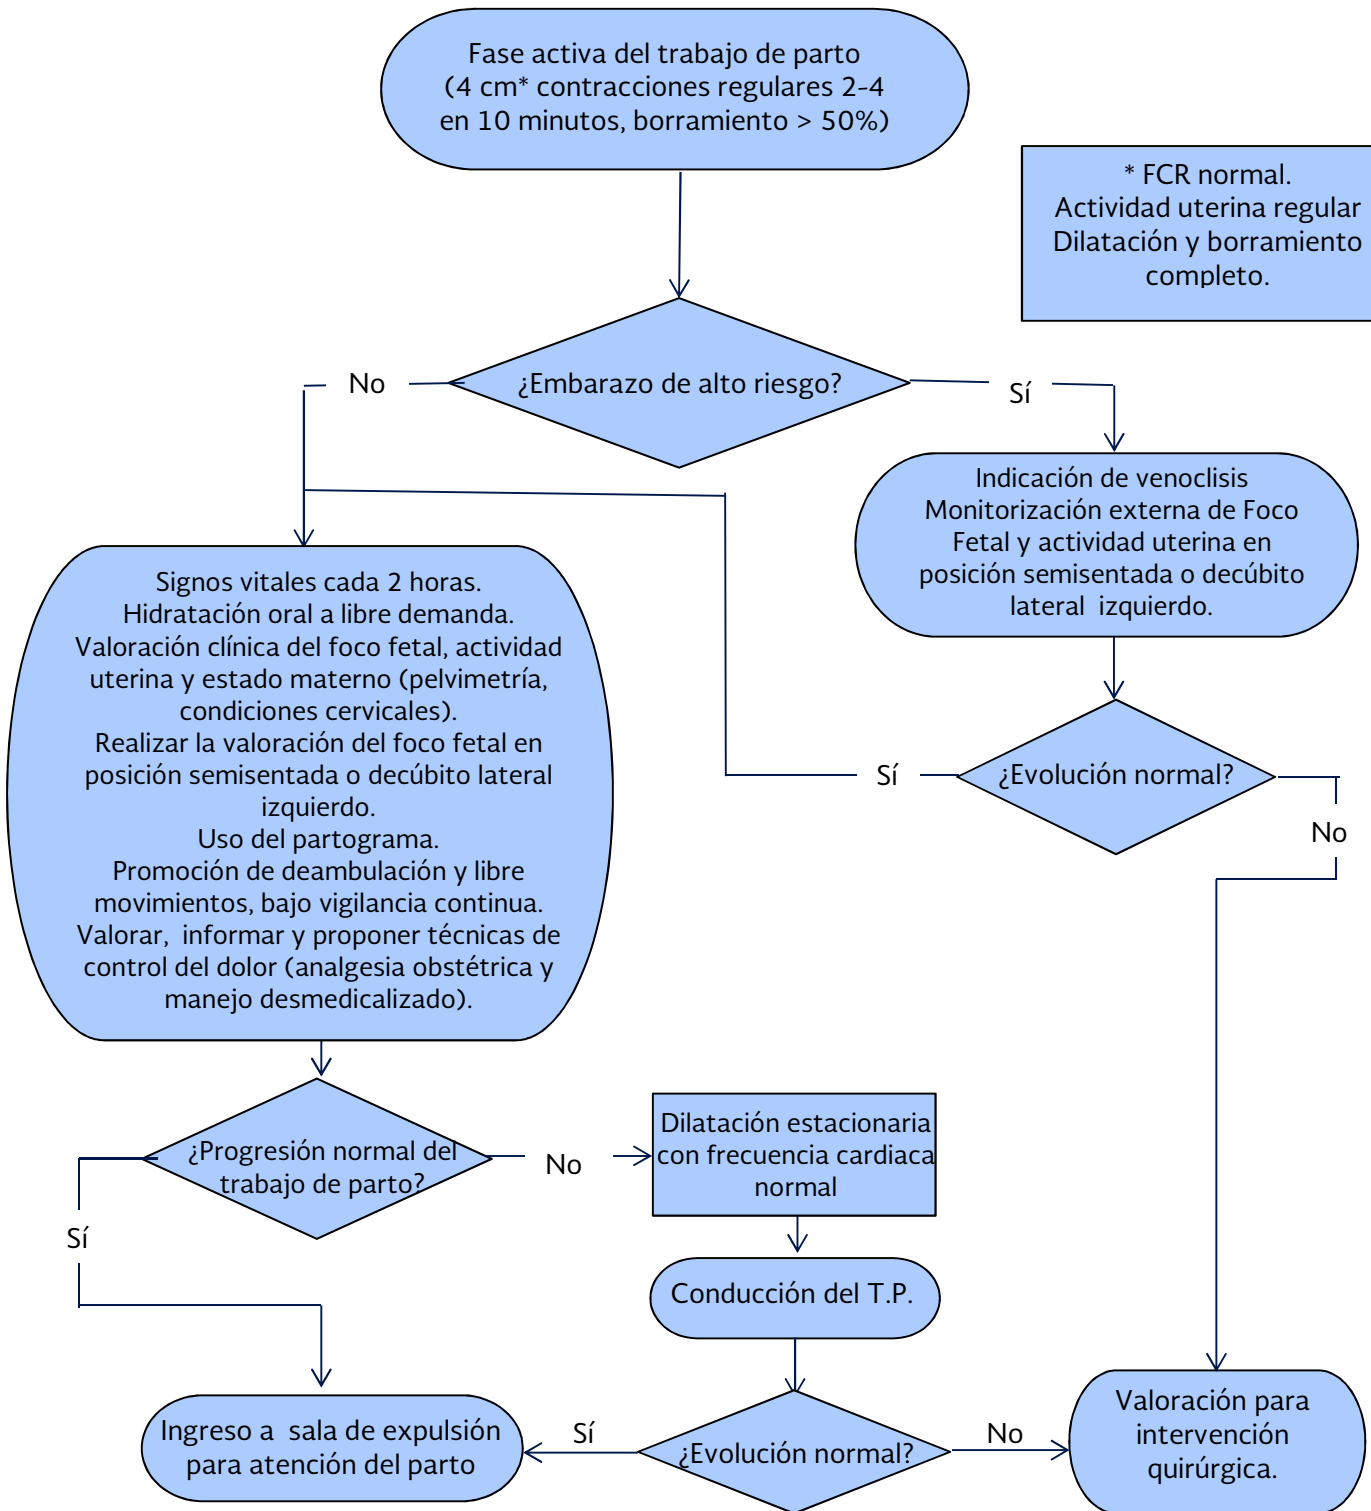 Fase activa del trabajo de parto
(4 cm* contracciones regulares 2-4
en 10 minutos, borramiento > 50%)
* FCR normal.
Actividad uterina regular
Dilatación y borramiento
completo.
¿Embarazo de alto riesgo?
No
Sí
Indicación de venoclisis
Monitorización externa de Foco
Fetal y actividad uterina en
posición semisentada o decúbito
lateral izquierdo.
Signos vitales cada 2 horas.
Hidratación oral a libre demanda.
Valoración clínica del foco fetal, actividad
uterina y estado materno (pelvimetría,
condiciones cervicales).
Realizar la valoración del foco fetal en
posición semisentada o decúbito lateral
izquierdo.
Uso del partograma.
Promoción de deambulación y libre
movimientos, bajo vigilancia continua.
Valorar, informar y proponer técnicas de
control del dolor (analgesia obstétrica y
manejo desmedicalizado).
¿Evolución normal?
Sí
No
¿Progresión normal del
trabajo de parto?
No
Sí
Dilatación estacionaria
con frecuencia cardiaca
normal
Conducción del T.P.
¿Evolución normal?
Sí
No
Ingreso a sala de expulsión
para atención del parto
Valoración para
intervención
quirúrgica.